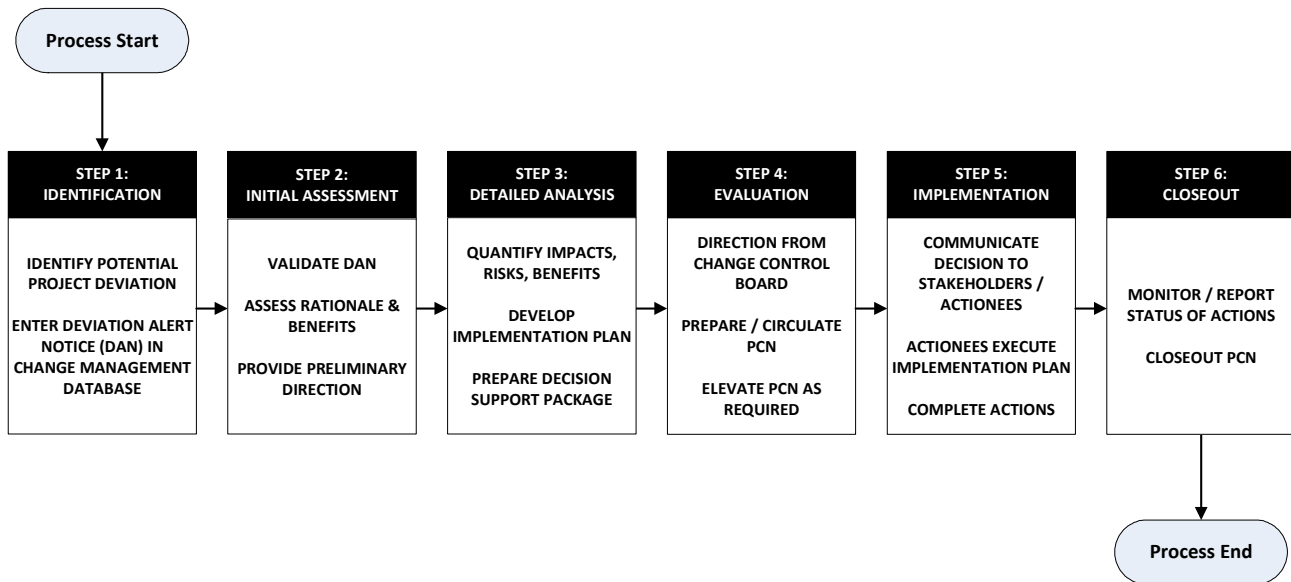 Process Start
STEP 1:
IDENTIFICATION
IDENTIFY POTENTIAL
PROJECT DEVIATION
ENTER DEVIATION ALERT
NOTICE (DAN) IN
CHANGE MANAGEMENT
DATABASE
STEP 2:
INITIAL ASSESSMENT
VALIDATE DAN
ASSESS RATIONALE &
BENEFITS
PROVIDE PRELIMINARY
DIRECTION
STEP 3:
DETAILED ANALYSIS
QUANTIFY IMPACTS,
RISKS, BENEFITS
DEVELOP
IMPLEMENTATION PLAN
PREPARE DECISION
SUPPORT PACKAGE
STEP 4:
EVALUATION
DIRECTION FROM
CHANGE CONTROL
BOARD
PREPARE / CIRCULATE
PCN
ELEVATE PCN AS
REQUIRED
STEP 5:
IMPLEMENTATION
COMMUNICATE
DECISION TO
STAKEHOLDERS /
ACTIONEES
ACTIONEES EXECUTE
IMPLEMENTATION PLAN
COMPLETE ACTIONS
STEP 6:
CLOSEOUT
MONITOR / REPORT
STATUS OF ACTIONS
CLOSEOUT PCN
Process End